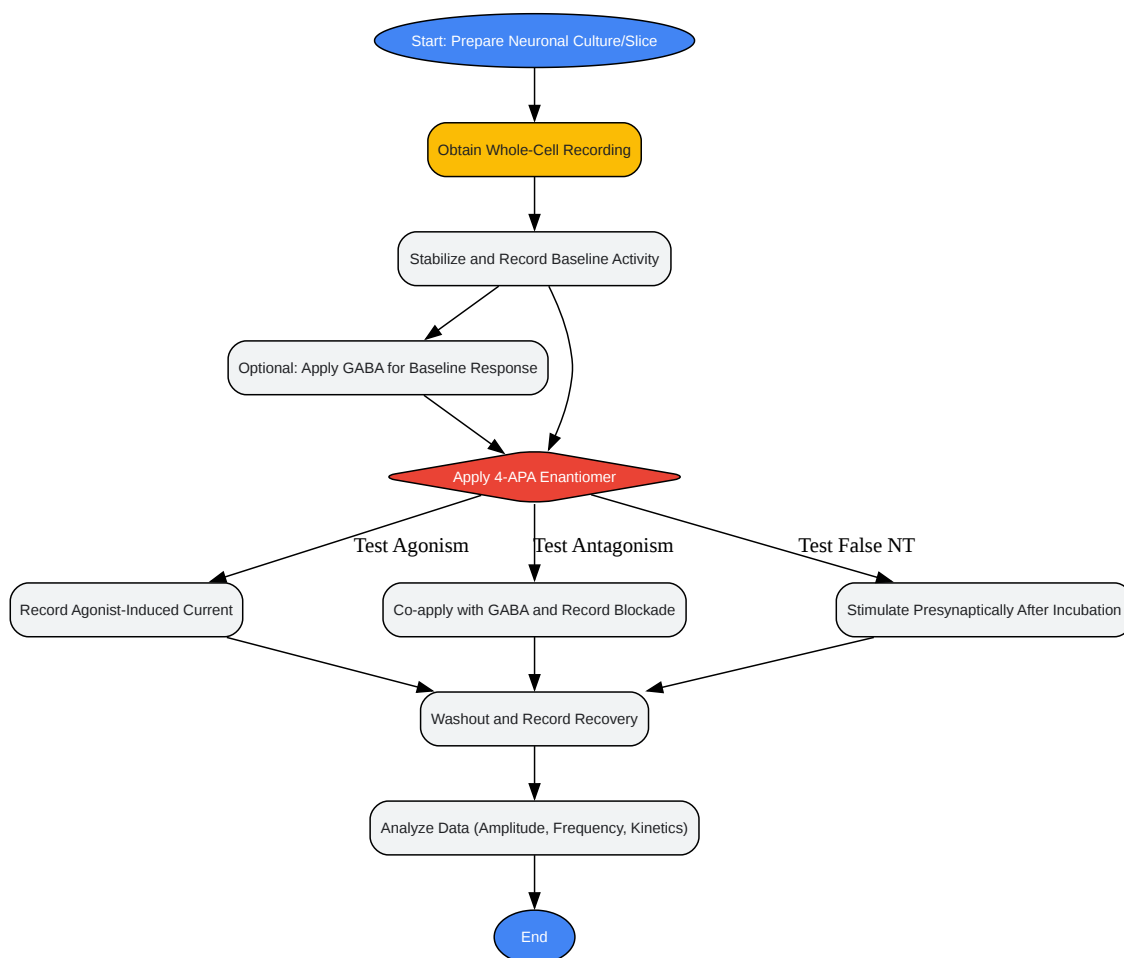 Start: Prepare Neuronal Culture/Slice
Obtain Whole-Cell Recording
Stabilize and Record Baseline Activity
Optional: Apply GABA for Baseline Response
Apply 4-APA Enantiomer
Test Agonism
Test Antagonism
Test False NT
Record Agonist-Induced Current
Co-apply with GABA and Record Blockade
Stimulate Presynaptically After Incubation
Washout and Record Recovery
Analyze Data (Amplitude, Frequency, Kinetics)
End